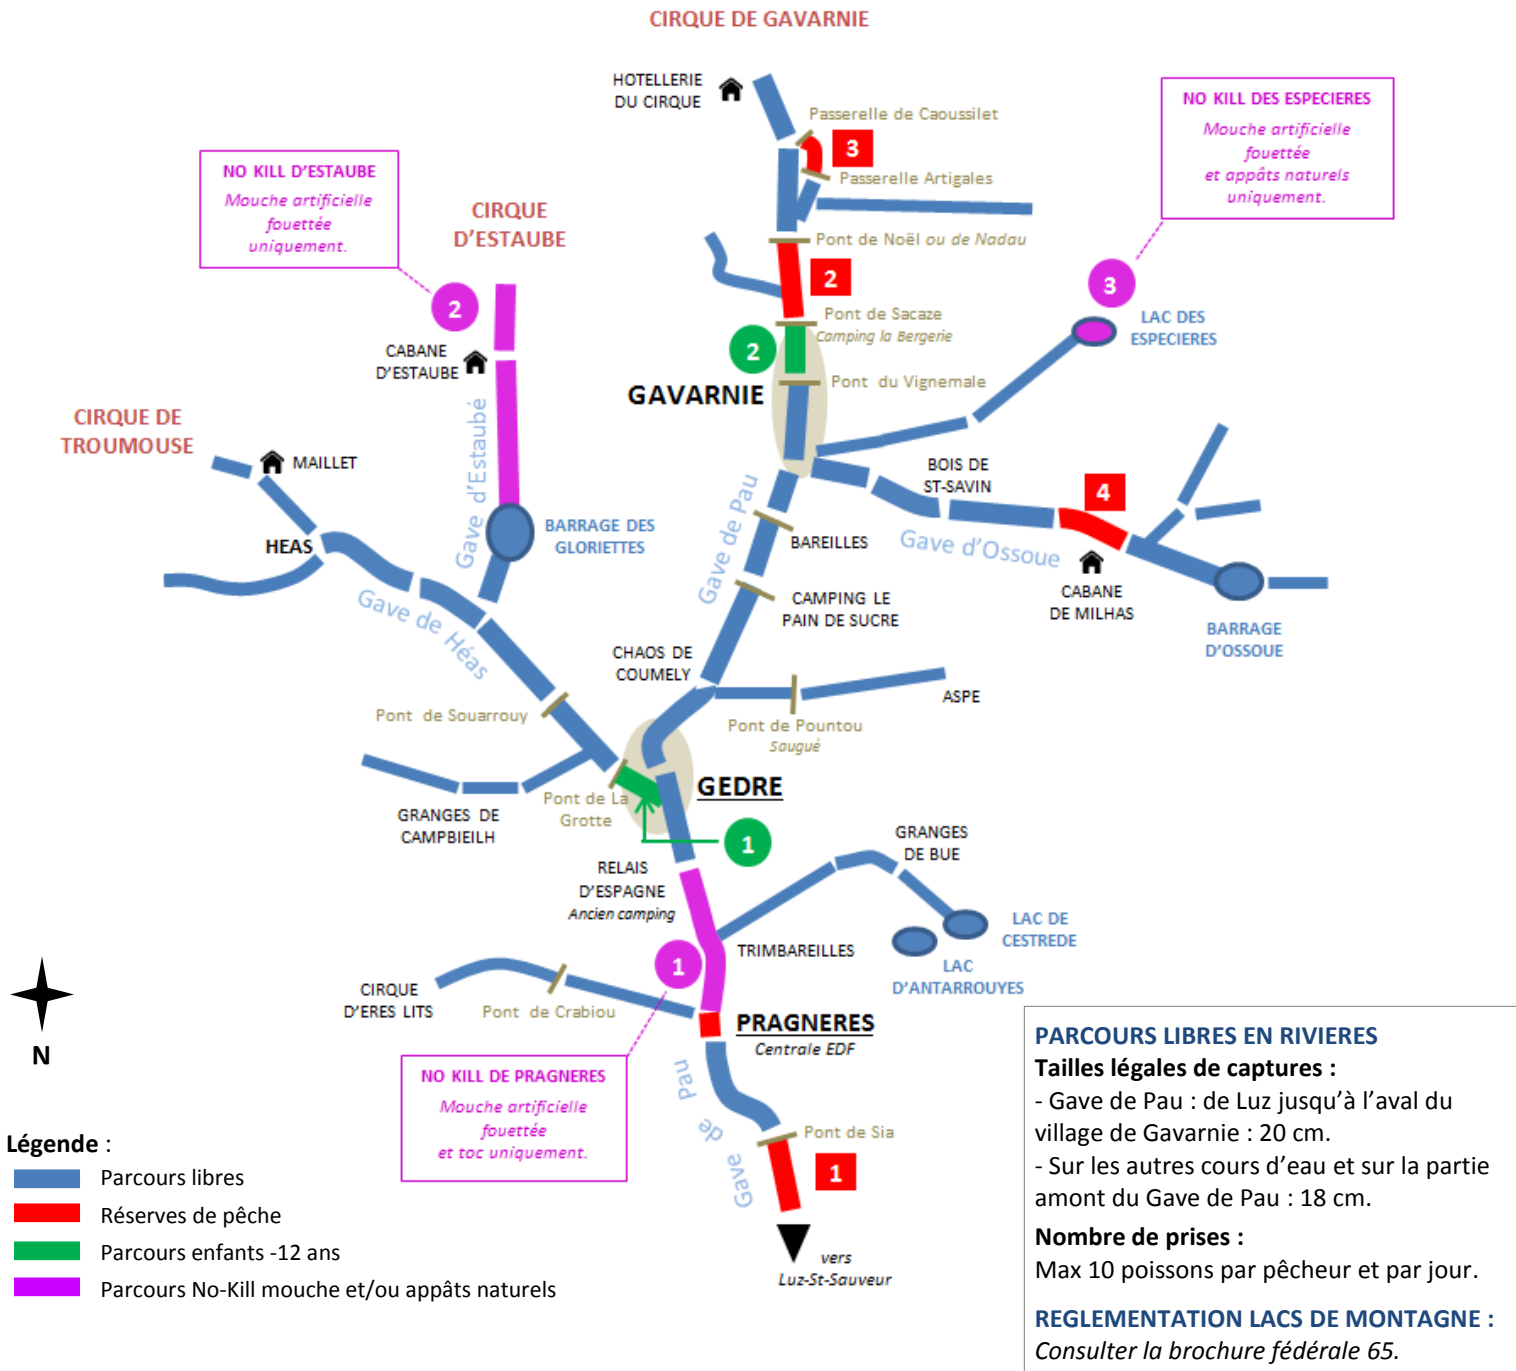 CIRQUE DE GAVARNIE
HOTELLERIE
DU CIRQUE
Passerelle de Caoussilet
3
Passerelle Artigales
NO KILL DES ESPECIERES
Mouche artificielle
fouettée
et appâts naturels
uniquement.
NO KILL D'ESTAUBE
Mouche artificielle
fouettée
uniquement.
CIRQUE
D'ESTAUBE
Pont de Noël ou de Nadau
2
3
2
Pont de Sacaze
Camping la Bergerie
LAC DES
ESPECIERES
CABANE
D'ESTAUBE
2
Pont du Vignemale
GAVARNIE
CIRQUE DE
TROUMOUSE
MAILLET
Gave d'Estaubé
BARRAGE DES
GLORIETTES
HEAS
Gave de Héas
Gave de Pau
BOIS DE
ST-SAVIN
4
Gave d'Ossoue
BAREILLES
CABANE
DE MILHAS
CAMPING LE
PAIN DE SUCRE
BARRAGE
D'OSSOUE
CHAOS DE
COUMELY
ASPE
Pont de Souarrouy
Pont de Pountou
Saugué
GEDRE
Pont de La
Grotte
GRANGES DE
CAMPBIEILH
1
GRANGES
DE BUE
RELAIS
D'ESPAGNE
Ancien camping
LAC DE
CESTREDE
TRIMBAREILLES
1
LAC
D'ANTARROUYES
CIRQUE
D'ERES LITS
Pont de Crabiou
PRAGNERES
Centrale EDF
N
NO KILL DE PRAGNERES
Mouche artificielle
fouettée
et toc uniquement.
Gave de Pau
Pont de Sia
1
vers
Luz-St-Sauveur
Légende :
Parcours libres
Réserves de pêche
Parcours enfants -12 ans
Parcours No-Kill mouche et/ou appâts naturels
PARCOURS LIBRES EN RIVIERES
Tailles légales de captures :
- Gave de Pau : de Luz jusqu'à l'aval du
village de Gavarnie : 20 cm.
- Sur les autres cours d'eau et sur la partie
amont du Gave de Pau : 18 cm.
Nombre de prises :
Max 10 poissons par pêcheur et par jour.
REGLEMENTATION LACS DE MONTAGNE :
Consulter la brochure fédérale 65.